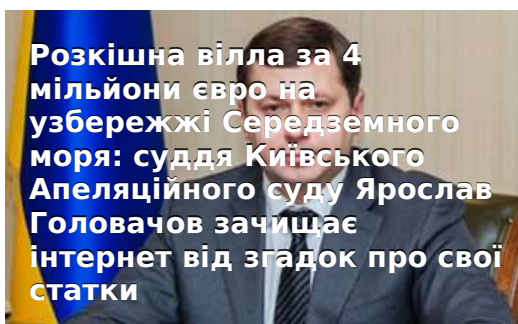 Розкішна вілла за 4
мільйони євро на
узбережжі Середземного
моря: суддя Київського
Апеляційного суду Ярослав
Головачов зачищає
інтернет від згадок про свої
статки